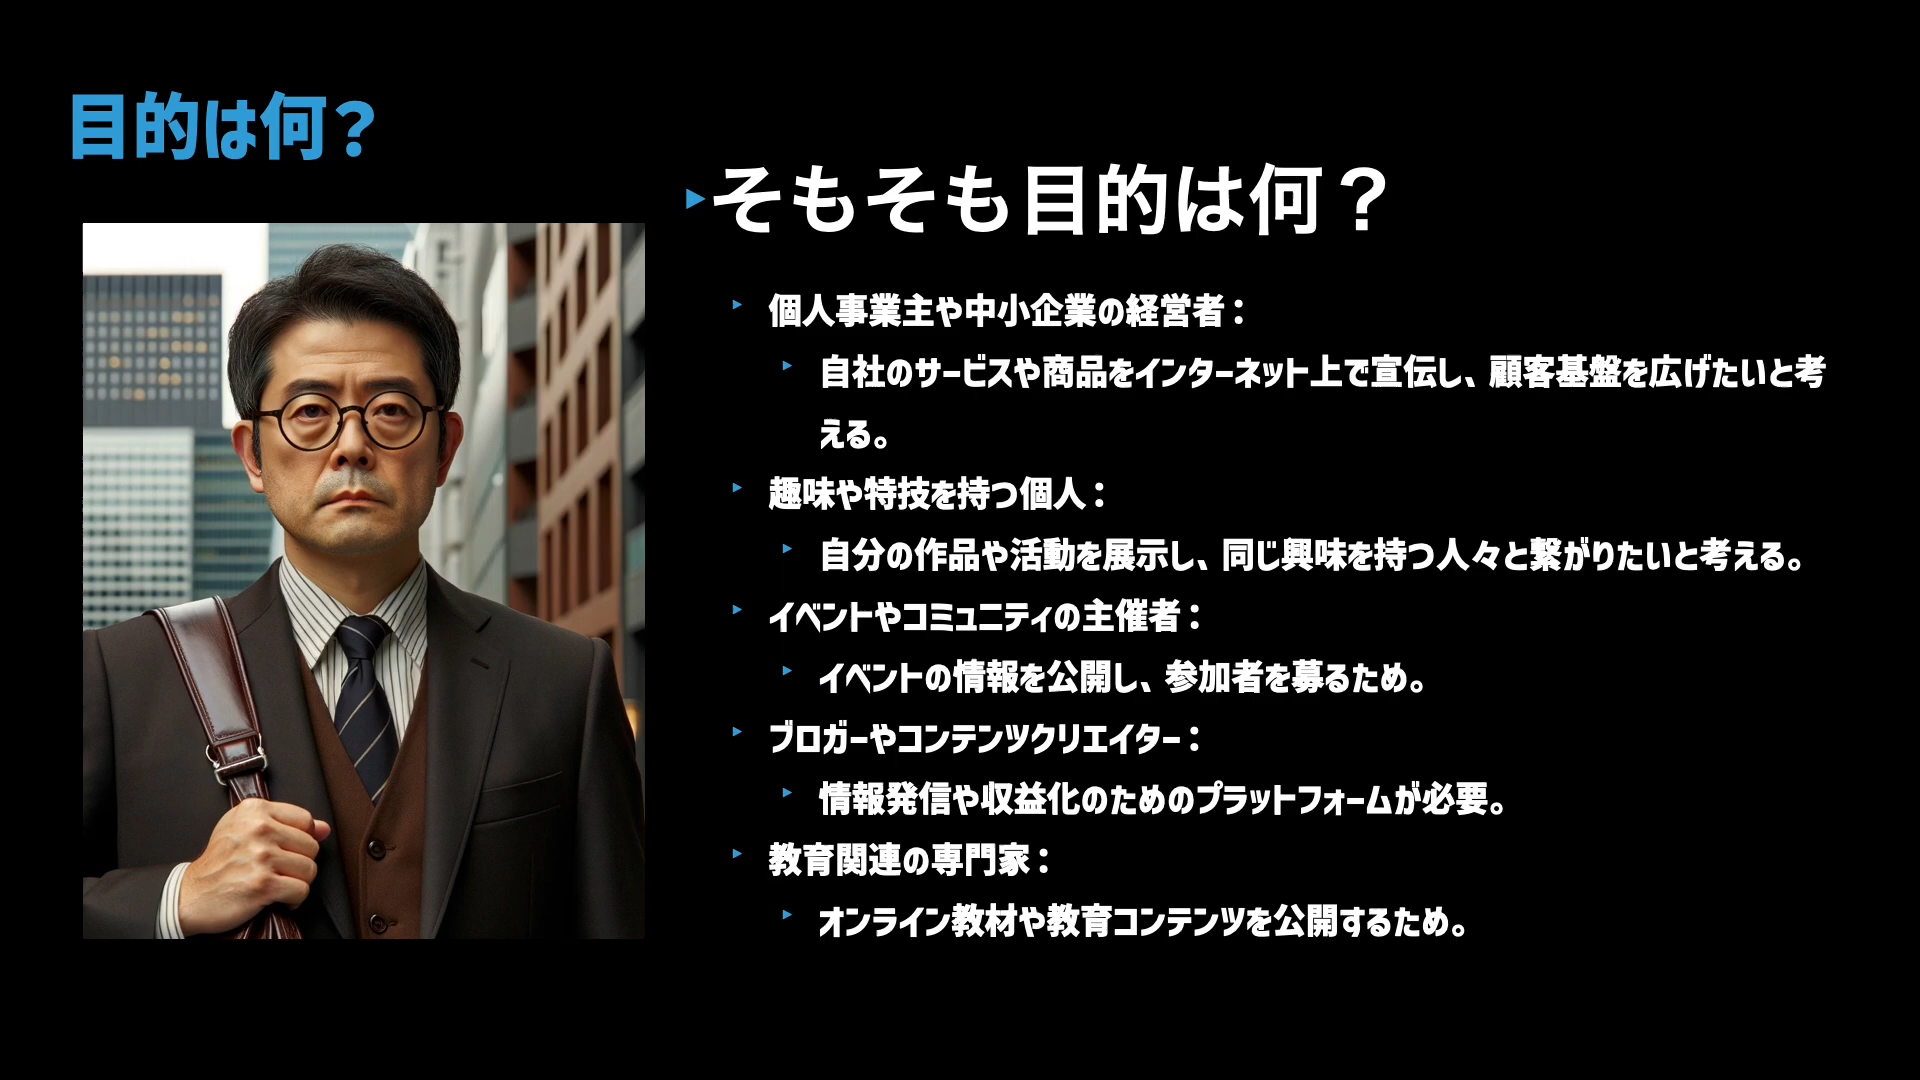 目的は何？
そもそも目的は何？
個人事業主や中小企業の経営者：
自社のサービスや商品をインターネット上で宣伝し、顧客基盤を広げたいと考
える。
趣味や特技を持つ個人：
自分の作品や活動を展示し、同じ興味を持つ人々と繋がりたいと考える。
イベントやコミュニティの主催者：
イベントの情報を公開し、参加者を募るため。
ブロガーやコンテンツクリエイター：
情報発信や収益化のためのプラットフォームが必要。
教育関連の専門家：
オンライン教材や教育コンテンツを公開するため。